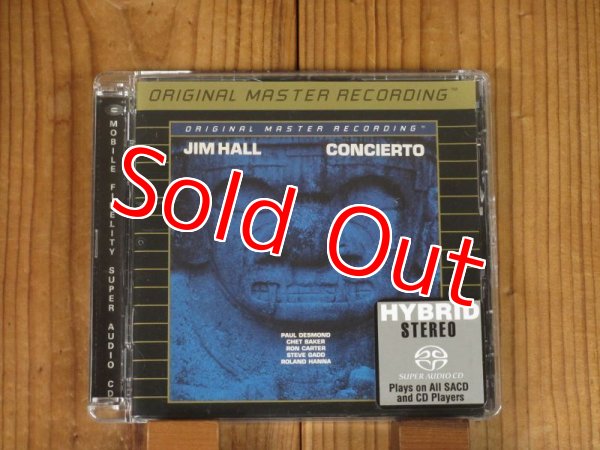 ORIGINAL MASTER RECORDING™
ORIGINAL MASTER RECORDING™
JIM HALL CONCIERTO
Sold Out
PAUL DESMOND
CHET BAKER
RON CARTER
STEVE GADD
ROLAND HANNA
HYBRID
STEREO
SUPER AUDIO CD
Plays on All SACD
and CD Players
MOBILE FIDELITY SUPER AUDIO CD